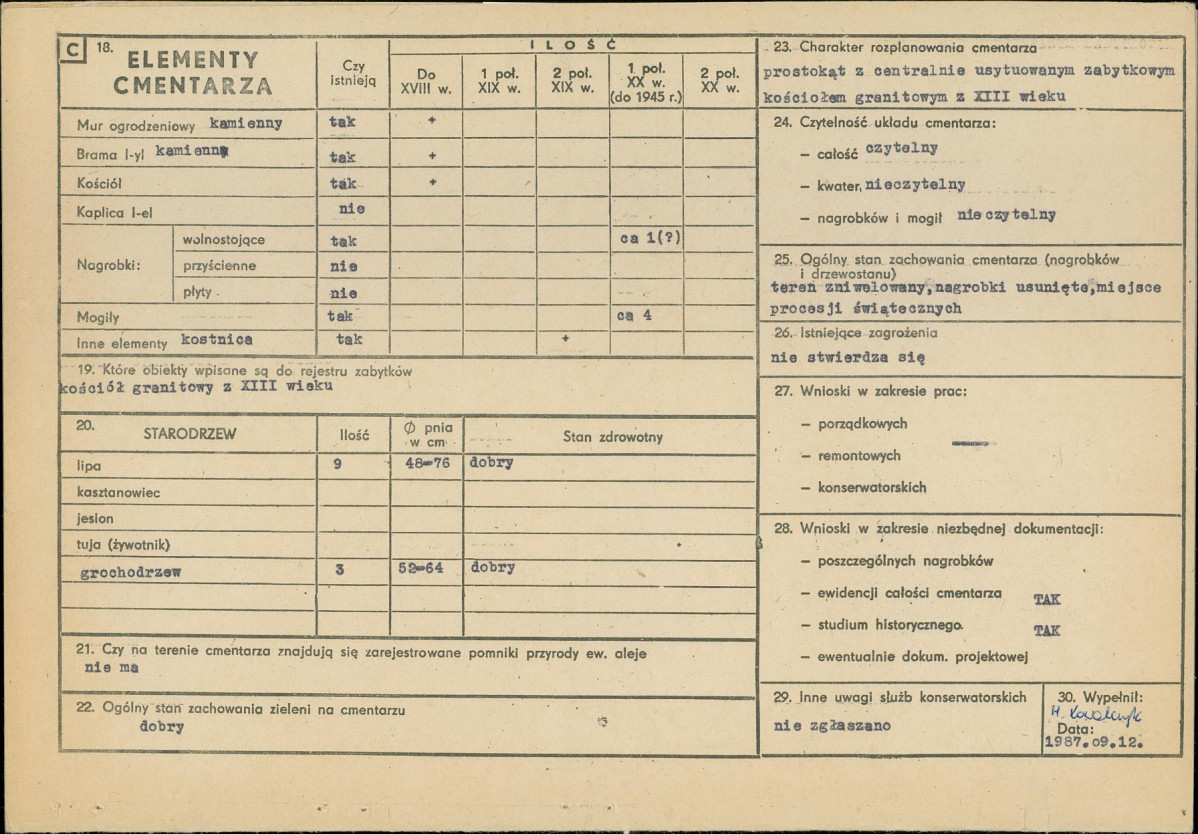 C 18. ELEMENTY
CMENTARZA
Czy
istnieją
ILOŚĆ
Do
XVIII w.
1 poł.
XIX w.
2 poł.
XIX w.
1 poł.
XX w.
(do 1945 r.)
2 poł.
XX w.
Mur ogrodzeniowy kamienny tak +
Brama I-yl kamienna tak +
Kościół tak +
Kaplica I-el nie
Nagrobki:
wolnostojące tak ca 1(?)
przyścienne nie
płyty nie
Mogiły tak ca 4
Inne elementy kostnica tak +
19. Które obiekty wpisane są do rejestru zabytków
kościół granitowy z XIII wieku
20. STARODRZEW Ilość Ø pnia
w cm Stan zdrowotny
lipa 9 48-76 dobry
kasztanowiec
jesion
tuja (żywotnik)
grochodrzew 3 52-64 dobry
21. Czy na terenie cmentarza znajdują się zarejestrowane pomniki przyrody ew. aleje
nie ma
22. Ogólny stan zachowania zieleni na cmentarzu
dobry
23. Charakter rozplanowania cmentarza
prostokąt z centralnie usytuowanym zabytkowym
kościołem granitowym z XIII wieku
24. Czytelność układu cmentarza:
— całość czytelny
— kwater, nieczytelny
— nagrobków i mogił nieczytelny
25. Ogólny stan zachowania cmentarza (nagrobków
i drzewostanu)
teren zniwelowany,nagrobki usunięte,miejsce
procesji świątecznych
26. Istniejące zagrożenia
nie stwierdza się
27. Wnioski w zakresie prac:
— porządkowych
— remontowych
— konserwatorskich
28. Wnioski w zakresie niezbędnej dokumentacji:
— poszczególnych nagrobków
— ewidencji całości cmentarza TAK
— studium historycznego. TAK
— ewentualnie dokum. projektowej
29. Inne uwagi służb konserwatorskich
nie zgłaszano
30. Wypełnił:
M. Kowalczyk
Data:
1987.09.12.